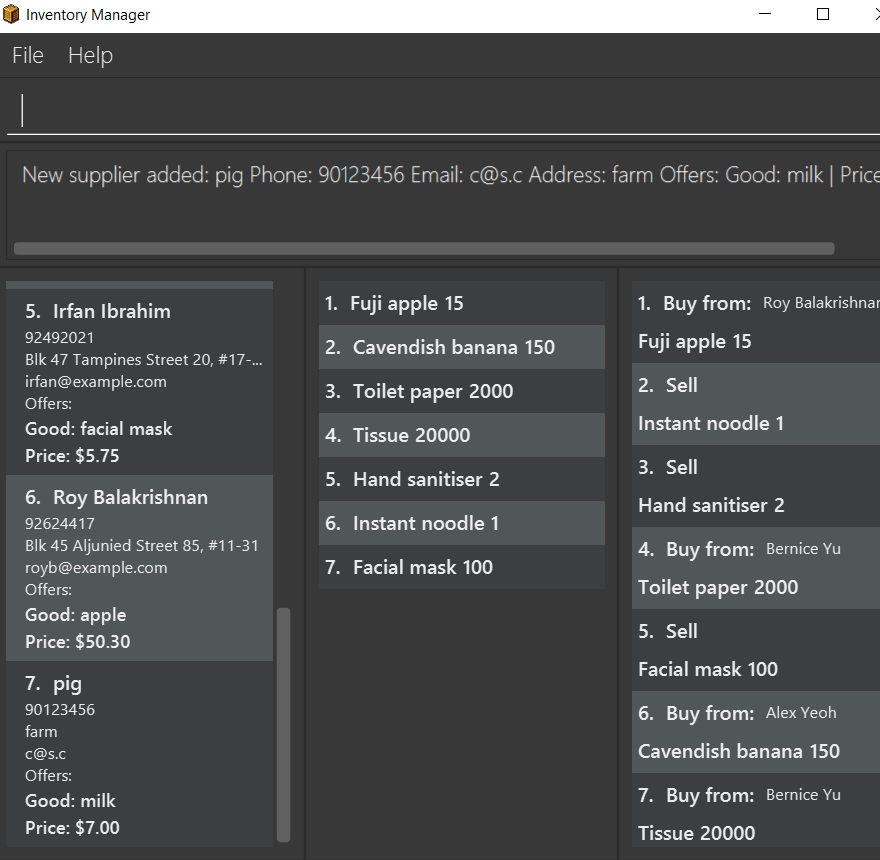 Inventory Manager
File Help
New supplier added: pig Phone: 90123456 Email: c@s.c Address: farm Offers: Good: milk | Price
5. Irfan Ibrahim
92492021
Blk 47 Tampines Street 20, #17-...
irfan@example.com
Offers:
Good: facial mask
Price: $5.75
6. Roy Balakrishnan
92624417
Blk 45 Aljunied Street 85, #11-31
royb@example.com
Offers:
Good: apple
Price: $50.30
7. pig
90123456
farm
c@s.c
Offers:
Good: milk
Price: $7.00
1. Fuji apple 15
2. Cavendish banana 150
3. Toilet paper 2000
4. Tissue 20000
5. Hand sanitiser 2
6. Instant noodle 1
7. Facial mask 100
1. Buy from: Roy Balakrishnan
Fuji apple 15
2. Sell
Instant noodle 1
3. Sell
Hand sanitiser 2
4. Buy from: Bernice Yu
Toilet paper 2000
5. Sell
Facial mask 100
6. Buy from: Alex Yeoh
Cavendish banana 150
7. Buy from: Bernice Yu
Tissue 20000